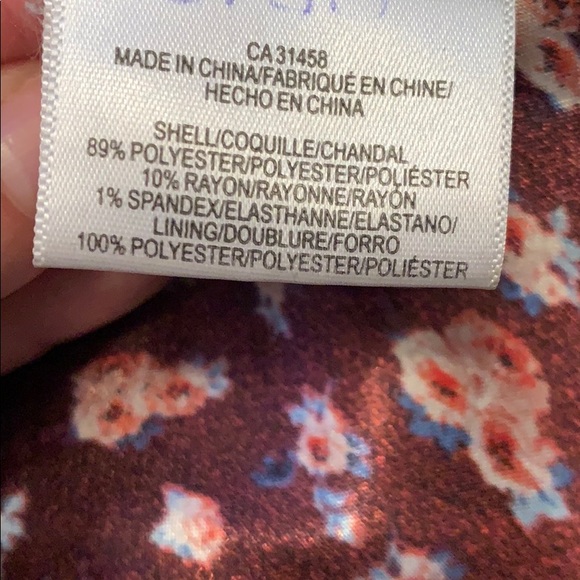 CA 31458
MADE IN CHINA/FABRIQUÉ EN CHINE/
HECHO EN CHINA
SHELL/COQUILLE/CHANDAL
89% POLYESTER/POLYESTER/POLIÉSTER
10% RAYON/RAYONNE/RAYÓN
1% SPANDEX/ELASTHANNE/ELASTANO/
LINING/DOUBLURE/FORRO
100% POLYESTER/POLYESTER/POLIÉSTER